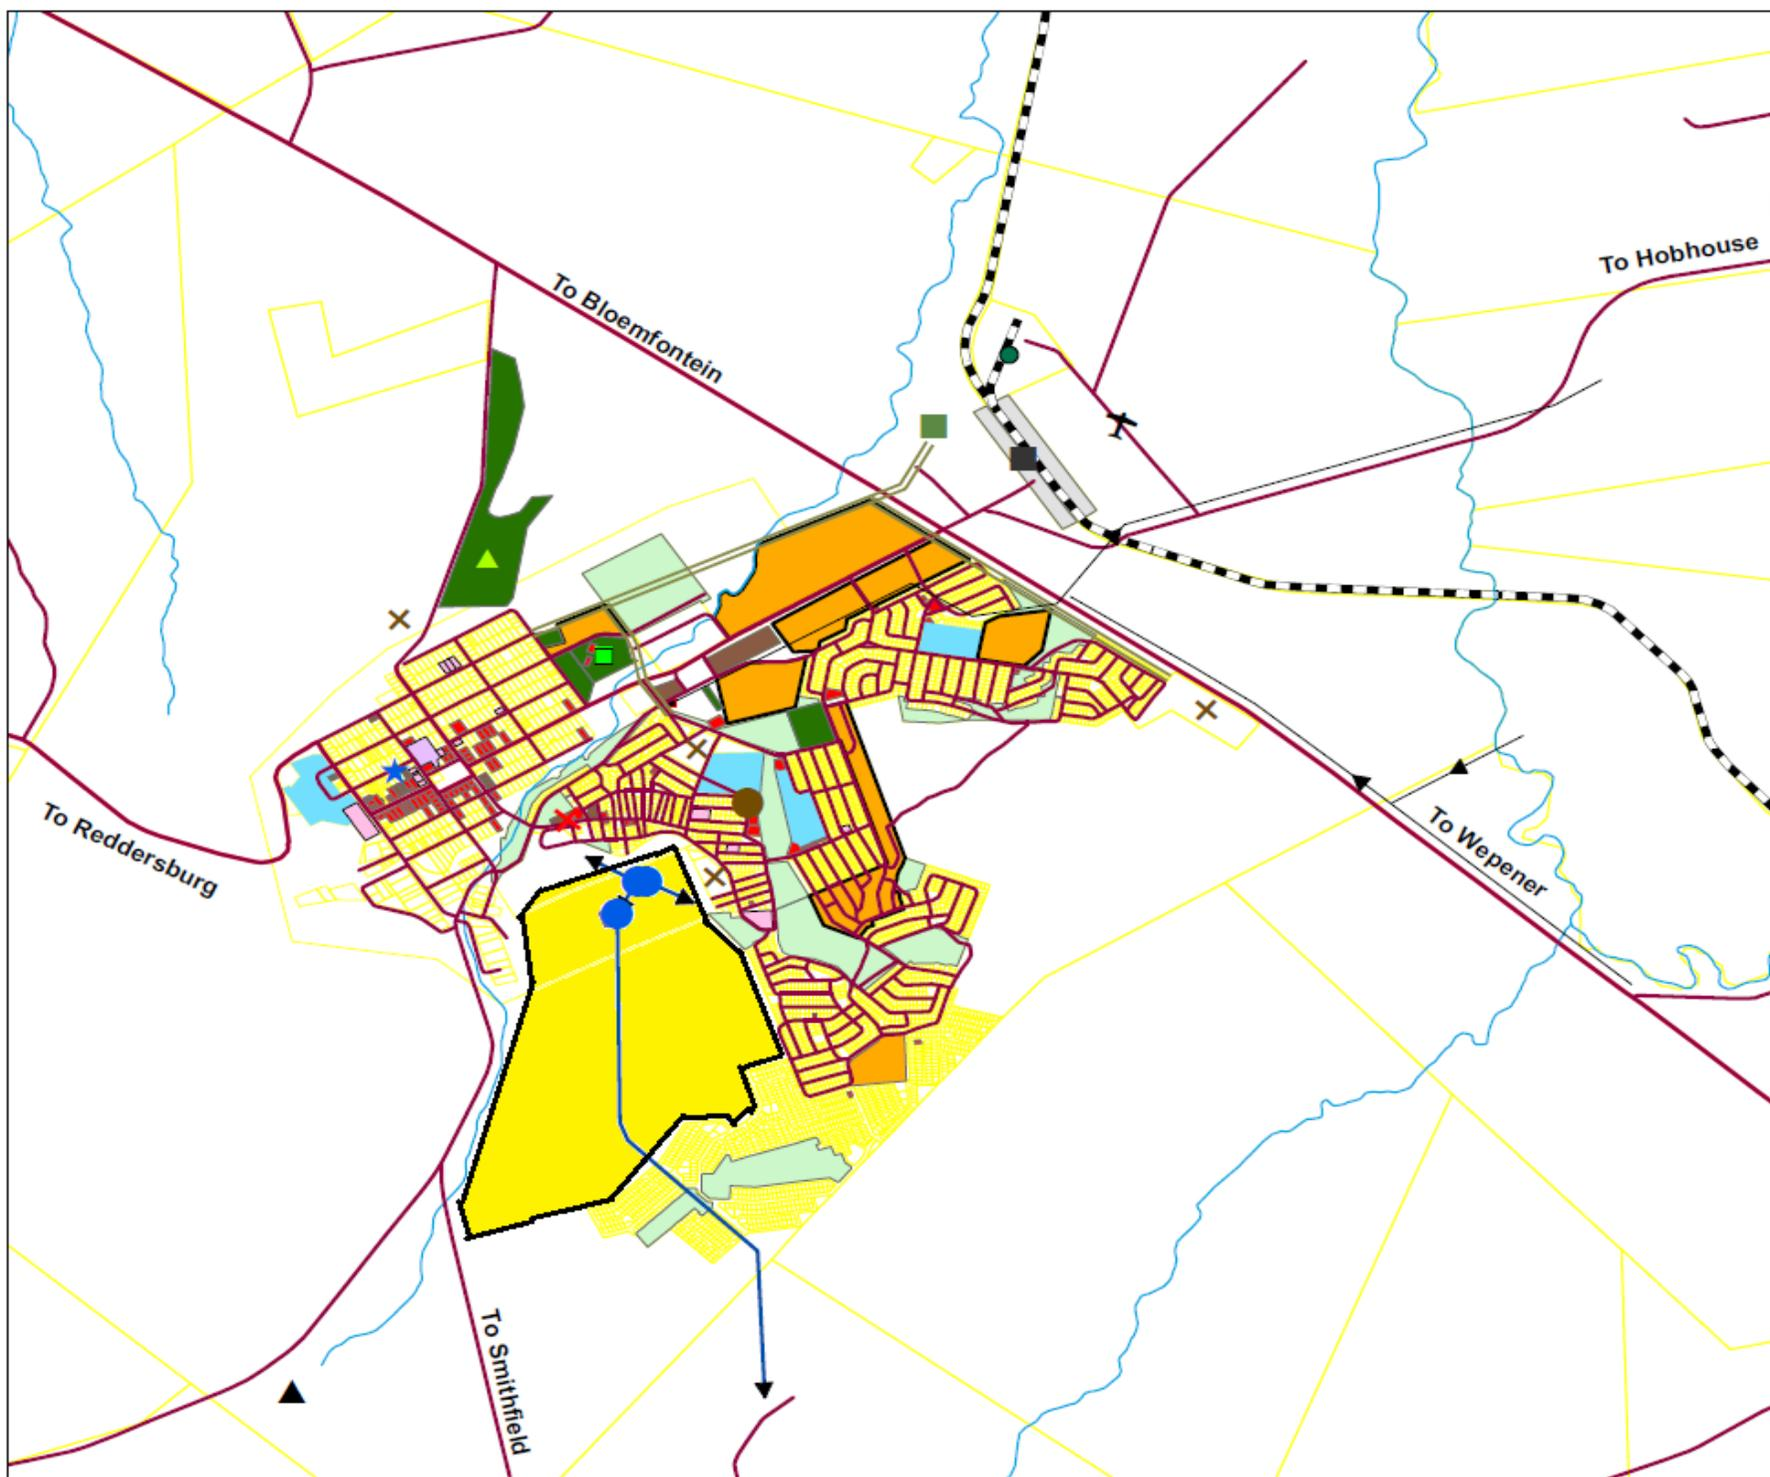 To Hobhouse
To Bloemfontein
To Reddersburg
To Wepener
To Smithfield